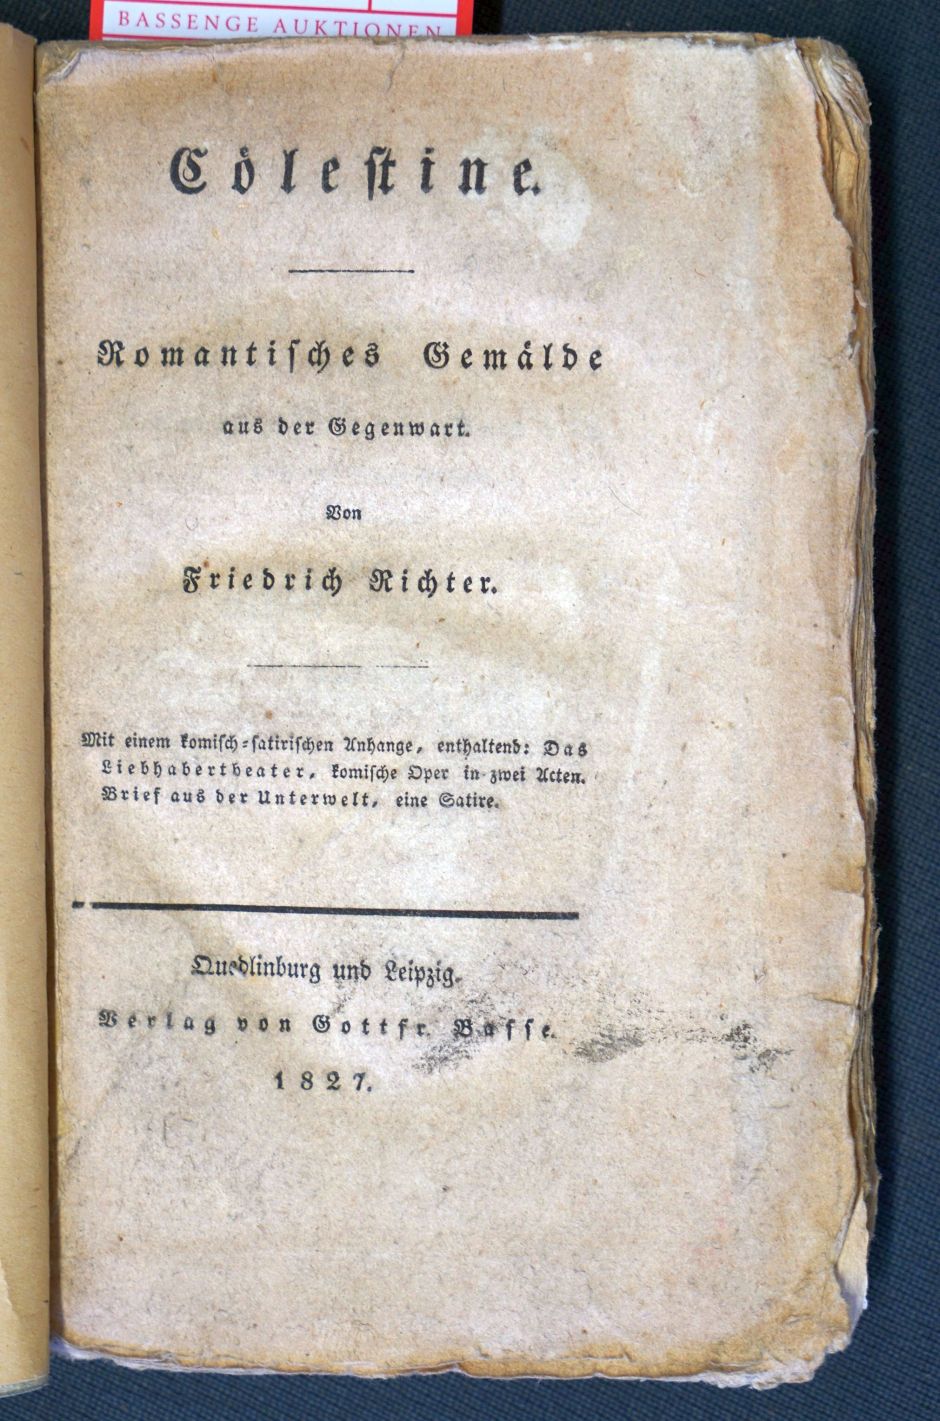 BASSENGE AUKTIONEN
Cölestine.
Romantisches Gemälde
aus der Gegenwart.
Von
Friedrich Richter.
Mit einem komisch-satirischen Anhange, enthaltend: Das
Liebhabertheater, komische Oper in zwei Acten.
Brief aus der Unterwelt, eine Satire.
Quedlinburg und Leipzig.
Verlag von Gottfr. Basse.
1827.